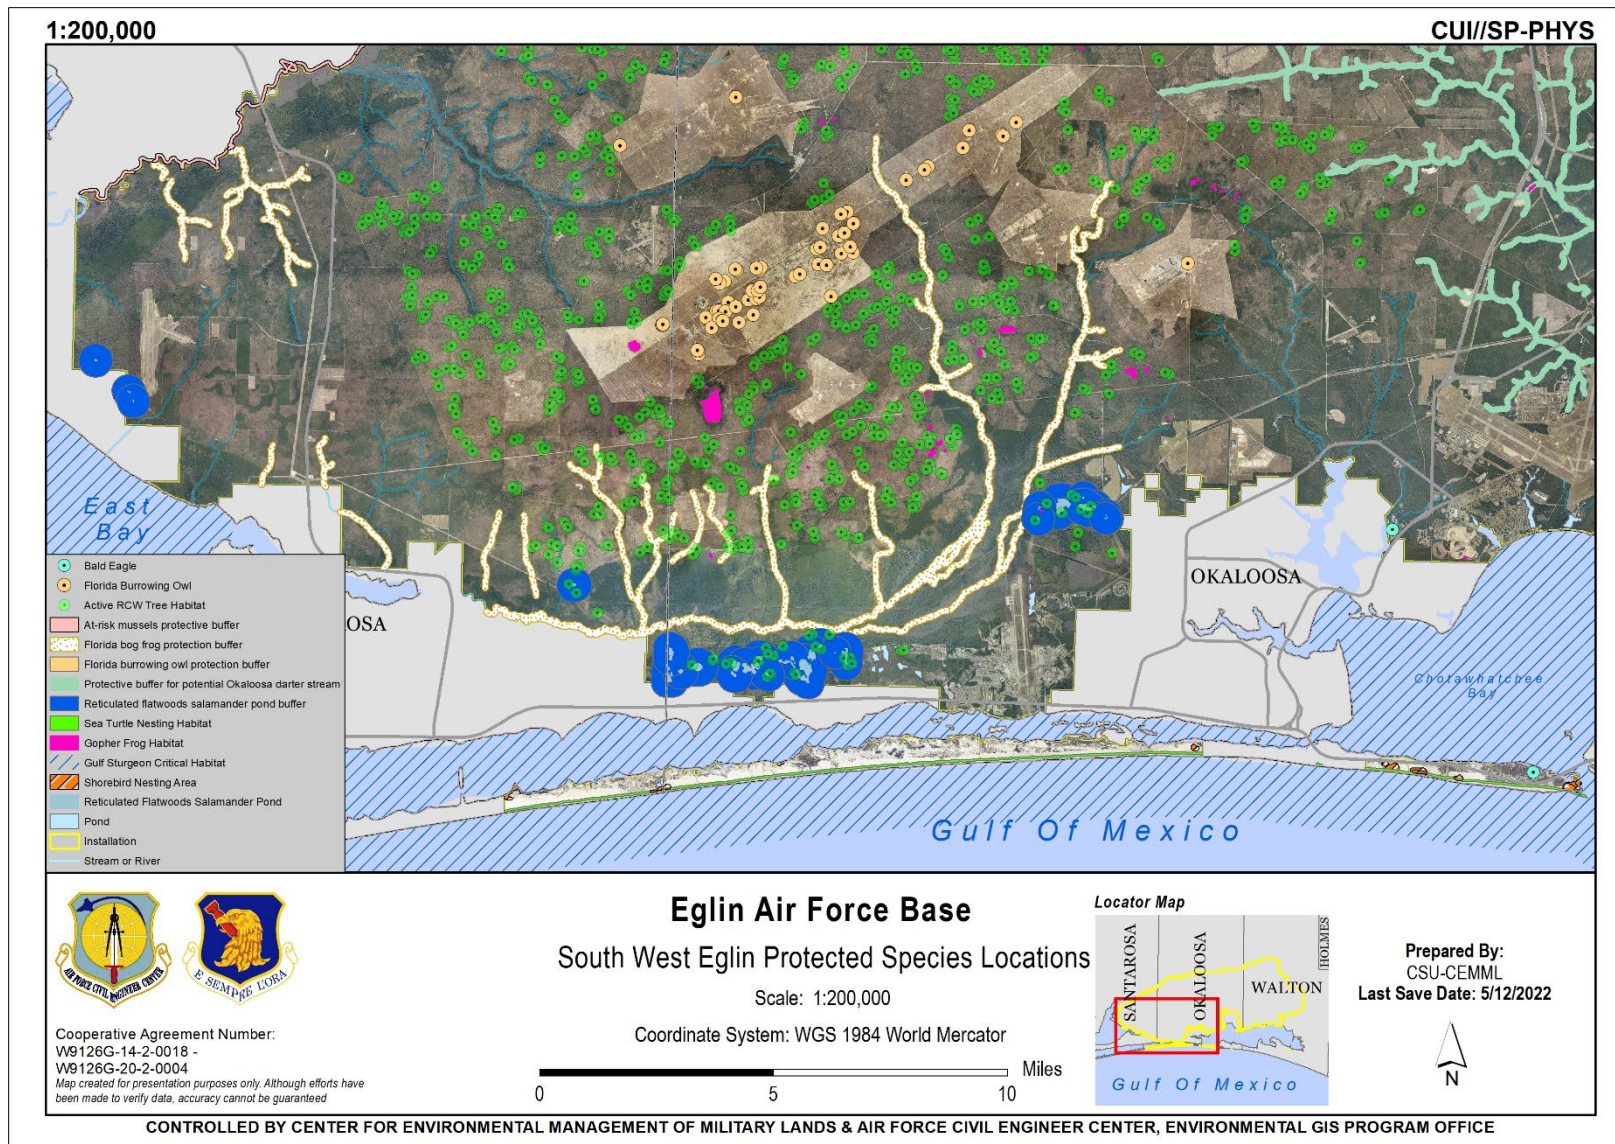 1:200,000
CUI//SP-PHYS
East
Bay
OSA
OKALOOSA
Chotawhatchee
Bay
Gulf Of Mexico
Bald Eagle
Florida Burrowing Owl
Active RCW Tree Habitat
At-risk mussels protective buffer
Florida bog frog protection buffer
Florida burrowing owl protection buffer
Protective buffer for potential Okaloosa darter stream
Reticulated flatwoods salamander pond buffer
Sea Turtle Nesting Habitat
Gopher Frog Habitat
Gulf Sturgeon Critical Habitat
Shorebird Nesting Area
Reticulated Flatwoods Salamander Pond
Pond
Installation
Stream or River
AIR FORCE CIVIL ENGINEER CENTER
E SEMPRE L'ORA
Cooperative Agreement Number:
W9126G-14-2-0018 -
W9126G-20-2-0004
Map created for presentation purposes only. Although efforts have
been made to verify data, accuracy cannot be guaranteed
Eglin Air Force Base
South West Eglin Protected Species Locations
Scale: 1:200,000
Coordinate System: WGS 1984 World Mercator
Miles
0 5 10
Locator Map
SANTAROSA
OKALOOSA
WALTON
HOLMES
Gulf Of Mexico
Prepared By:
CSU-CEMML
Last Save Date: 5/12/2022
N
CONTROLLED BY CENTER FOR ENVIRONMENTAL MANAGEMENT OF MILITARY LANDS & AIR FORCE CIVIL ENGINEER CENTER, ENVIRONMENTAL GIS PROGRAM OFFICE